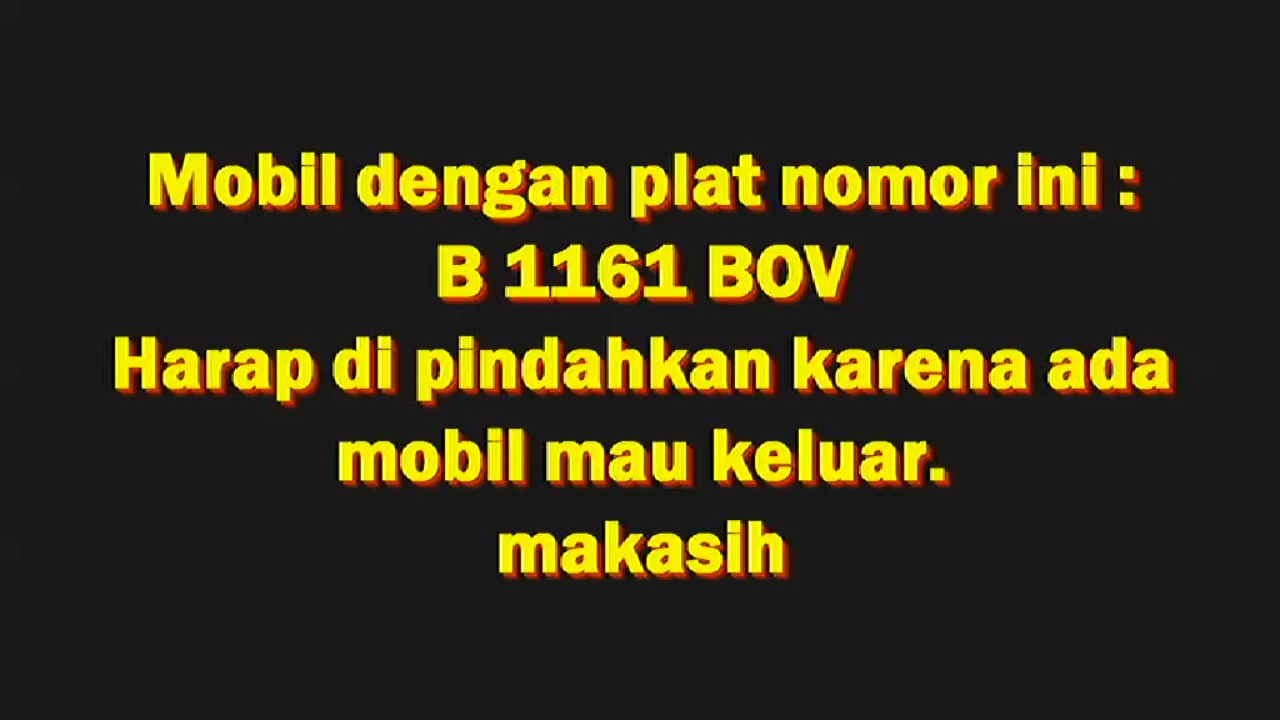 Mobil dengan plat nomor ini :
B 1161 BOV
Harap di pindahkan karena ada
mobil mau keluar.
makasih